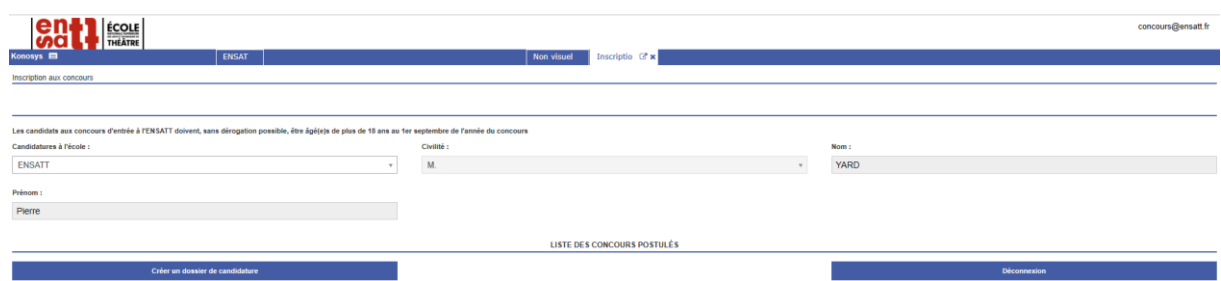 ensatt ÉCOLE
THÉÂTRE
concours@ensatt.fr
Konosys ENSAT Non visuel Inscriptio
Inscription aux concours
Les candidats aux concours d'entrée à l'ENSATT doivent, sans dérogation possible, être âgé(e)s de plus de 18 ans au 1er septembre de l'année du concours
Candidatures à l'école : Civilité : Nom :
ENSATT M. YARD
Prénom :
Pierre
LISTE DES CONCOURS POSTULÉS
Créer un dossier de candidature Déconnexion